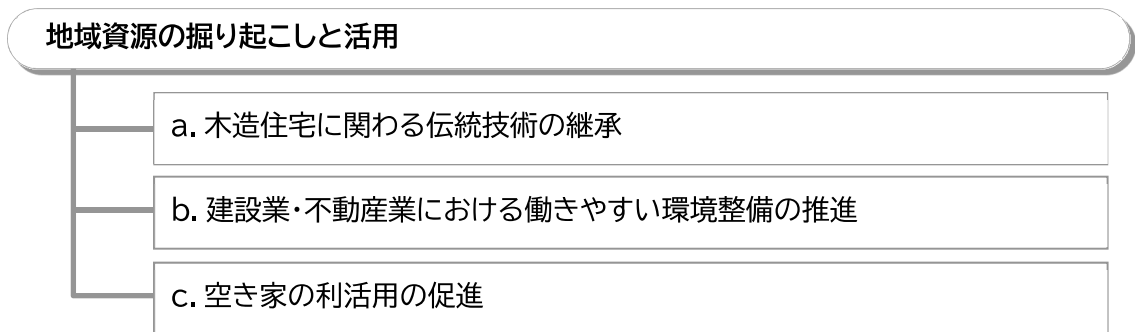 地域資源の掘り起こしと活用
a. 木造住宅に関わる伝統技術の継承
b. 建設業・不動産業における働きやすい環境整備の推進
c. 空き家の利活用の促進